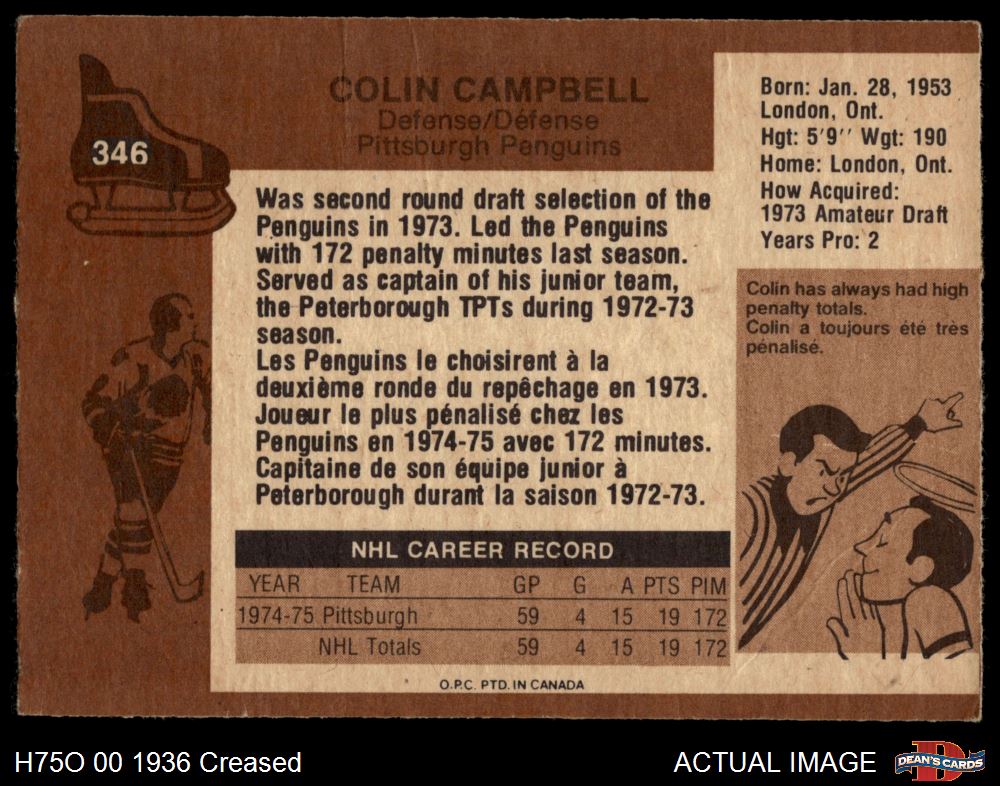 COLIN CAMPBELL
Defense/Défense
Pittsburgh Penguins
346
Born: Jan. 28, 1953
London, Ont.
Hgt: 5'9'' Wgt: 190
Home: London, Ont.
How Acquired:
1973 Amateur Draft
Years Pro: 2
Was second round draft selection of the
Penguins in 1973. Led the Penguins
with 172 penalty minutes last season.
Served as captain of his junior team,
the Peterborough TPTs during 1972-73
season.
Les Penguins le choisirent à la
deuxième ronde du repêchage en 1973.
Joueur le plus pénalisé chez les
Penguins en 1974-75 avec 172 minutes.
Capitaine de son équipe junior à
Peterborough durant la saison 1972-73.
Colin has always had high
penalty totals.
Colin a toujours été très
pénalisé.
NHL CAREER RECORD
YEAR TEAM GP G A PTS PIM
1974-75 Pittsburgh 59 4 15 19 172
NHL Totals 59 4 15 19 172
O.P.C. PTD. IN CANADA
H75O 00 1936 Creased
ACTUAL IMAGE
D
DEAN'S CARDS